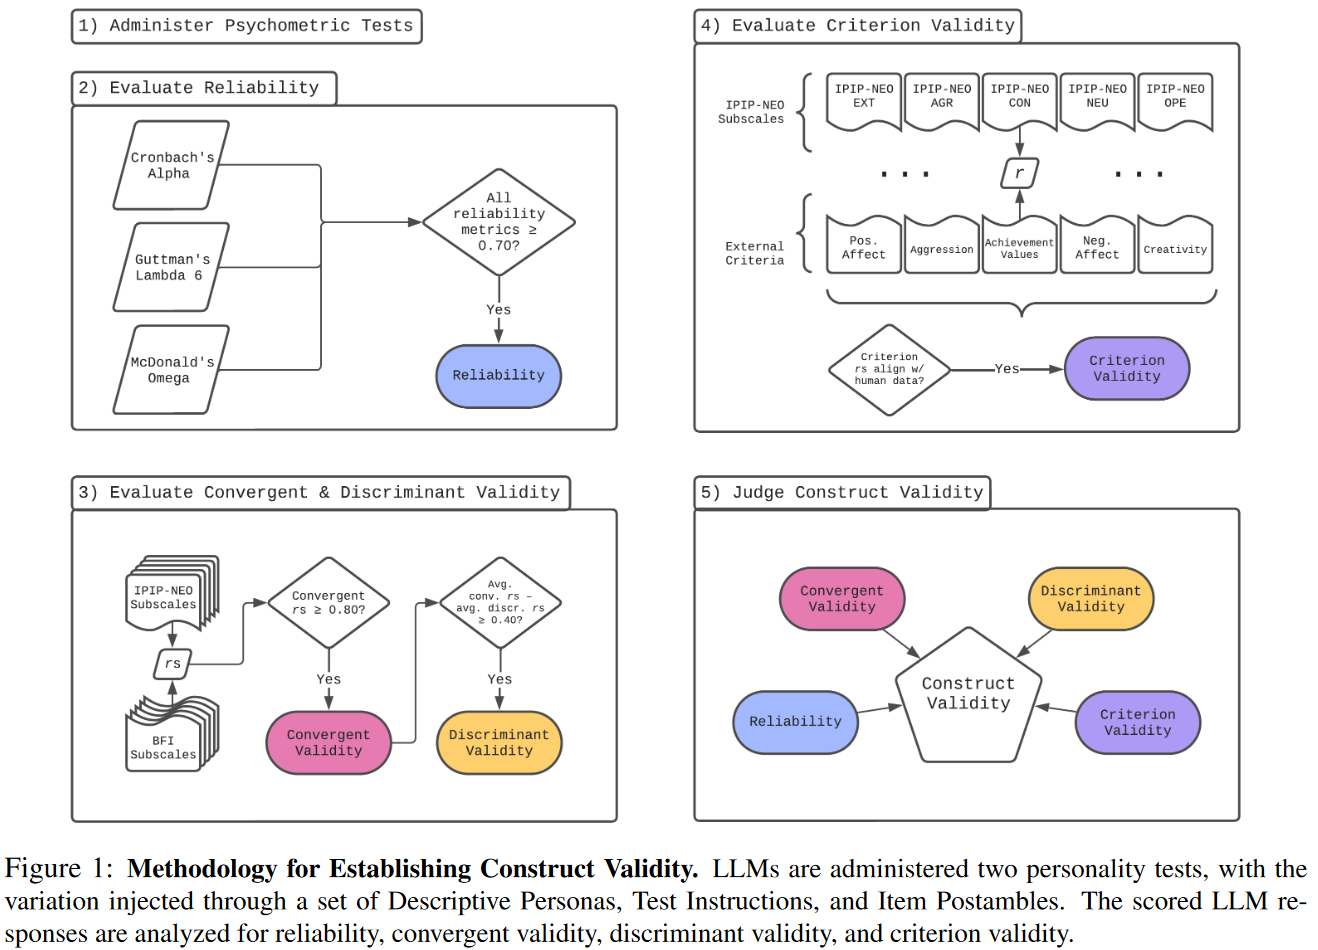 1) Administer Psychometric Tests
2) Evaluate Reliability
Cronbach's
Alpha
Guttman's
Lambda 6
McDonald's
Omega
All
reliability
metrics ≥
0.70?
Yes
Reliability
3) Evaluate Convergent & Discriminant Validity
IPIP-NEO
Subscales
rs
BFI
Subscales
Convergent
rs ≥ 0.80?
Yes
Convergent
Validity
Avg.
conv. rs –
avg. discr. rs
≥ 0.40?
Yes
Discriminant
Validity
4) Evaluate Criterion Validity
IPIP-NEO
Subscales
IPIP-NEO
EXT
IPIP-NEO
AGR
IPIP-NEO
CON
IPIP-NEO
NEU
IPIP-NEO
OPE
...
r
...
External
Criteria
Pos.
Affect
Aggression
Achievement
Values
Neg.
Affect
Creativity
Criterion
rs align w/
human data?
Yes
Criterion
Validity
5) Judge Construct Validity
Convergent
Validity
Discriminant
Validity
Construct
Validity
Reliability
Criterion
Validity
Figure 1: Methodology for Establishing Construct Validity. LLMs are administered two personality tests, with the
variation injected through a set of Descriptive Personas, Test Instructions, and Item Postambles. The scored LLM re-
sponses are analyzed for reliability, convergent validity, discriminant validity, and criterion validity.